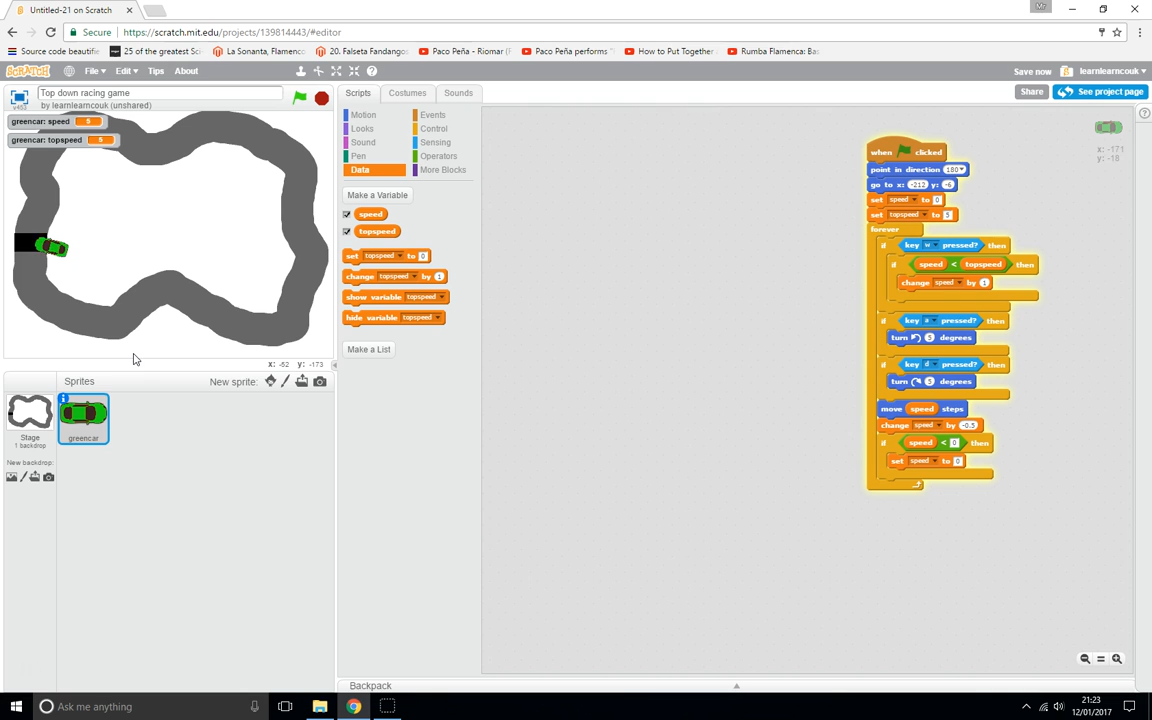 Untitled-21 on Scratch
Mr
Secure
https://scratch.mit.edu/projects/139814443/#editor
Source code beautifie
25 of the greatest Sci
La Sonanta, Flamenco
20. Falseta Fandangos
Paco Peña - Riomar (F
Paco Peña performs "
How to Put Together
Rumba Flamenca: Bas
SCRATCH
File
Edit
Tips
About
Save now
learnlearncouk
Top down racing game
by learnlearncouk (unshared)
v453
Scripts
Costumes
Sounds
Share
See project page
greencar: speed 5
greencar: topspeed 5
Motion
Events
Looks
Control
Sound
Sensing
Pen
Operators
Data
More Blocks
Make a Variable
speed
topspeed
set topspeed to 0
change topspeed by 1
show variable topspeed
hide variable topspeed
Make a List
x: -171
y: -18
when clicked
point in direction 180
go to x: -212 y: -6
set speed to 0
set topspeed to 5
forever
if key w pressed? then
if speed < topspeed then
change speed by 1
if key a pressed? then
turn 5 degrees
if key d pressed? then
turn 5 degrees
move speed steps
change speed by -0.5
if speed < 0 then
set speed to 0
x: -52 y: -173
Sprites
New sprite:
Stage
1 backdrop
New backdrop:
greencar
Backpack
Ask me anything
21:23
12/01/2017